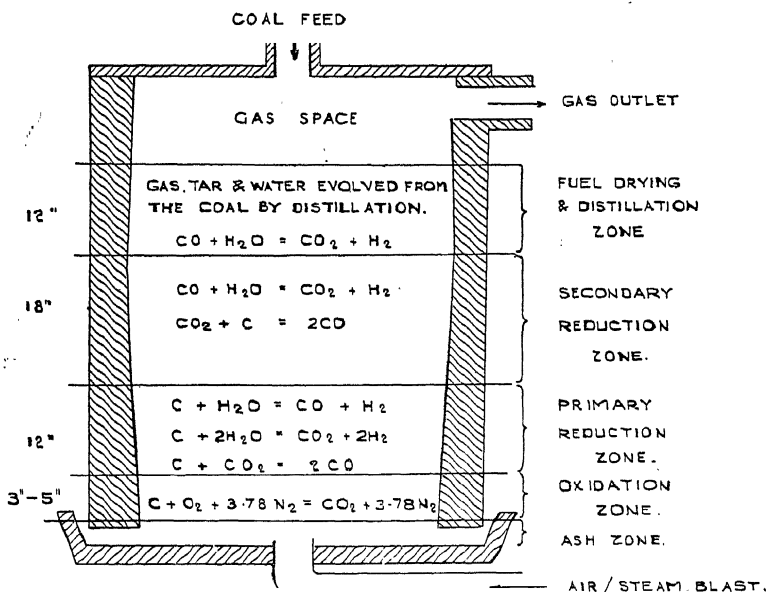 COAL FEED
GAS OUTLET
GAS SPACE
GAS, TAR & WATER EVOLVED FROM
THE COAL BY DISTILLATION.
CO + H₂O = CO₂ + H₂
12"
FUEL DRYING
& DISTILLATION
ZONE
CO + H₂O = CO₂ + H₂
CO₂ + C = 2CO
18"
SECONDARY
REDUCTION
ZONE.
C + H₂O = CO + H₂
C + 2H₂O = CO₂ + 2H₂
C + CO₂ = 2CO
12"
PRIMARY
REDUCTION
ZONE.
3"-5"
C + O₂ + 3·78 N₂ = CO₂ + 3·78 N₂
OXIDATION
ZONE.
ASH ZONE.
AIR / STEAM BLAST.